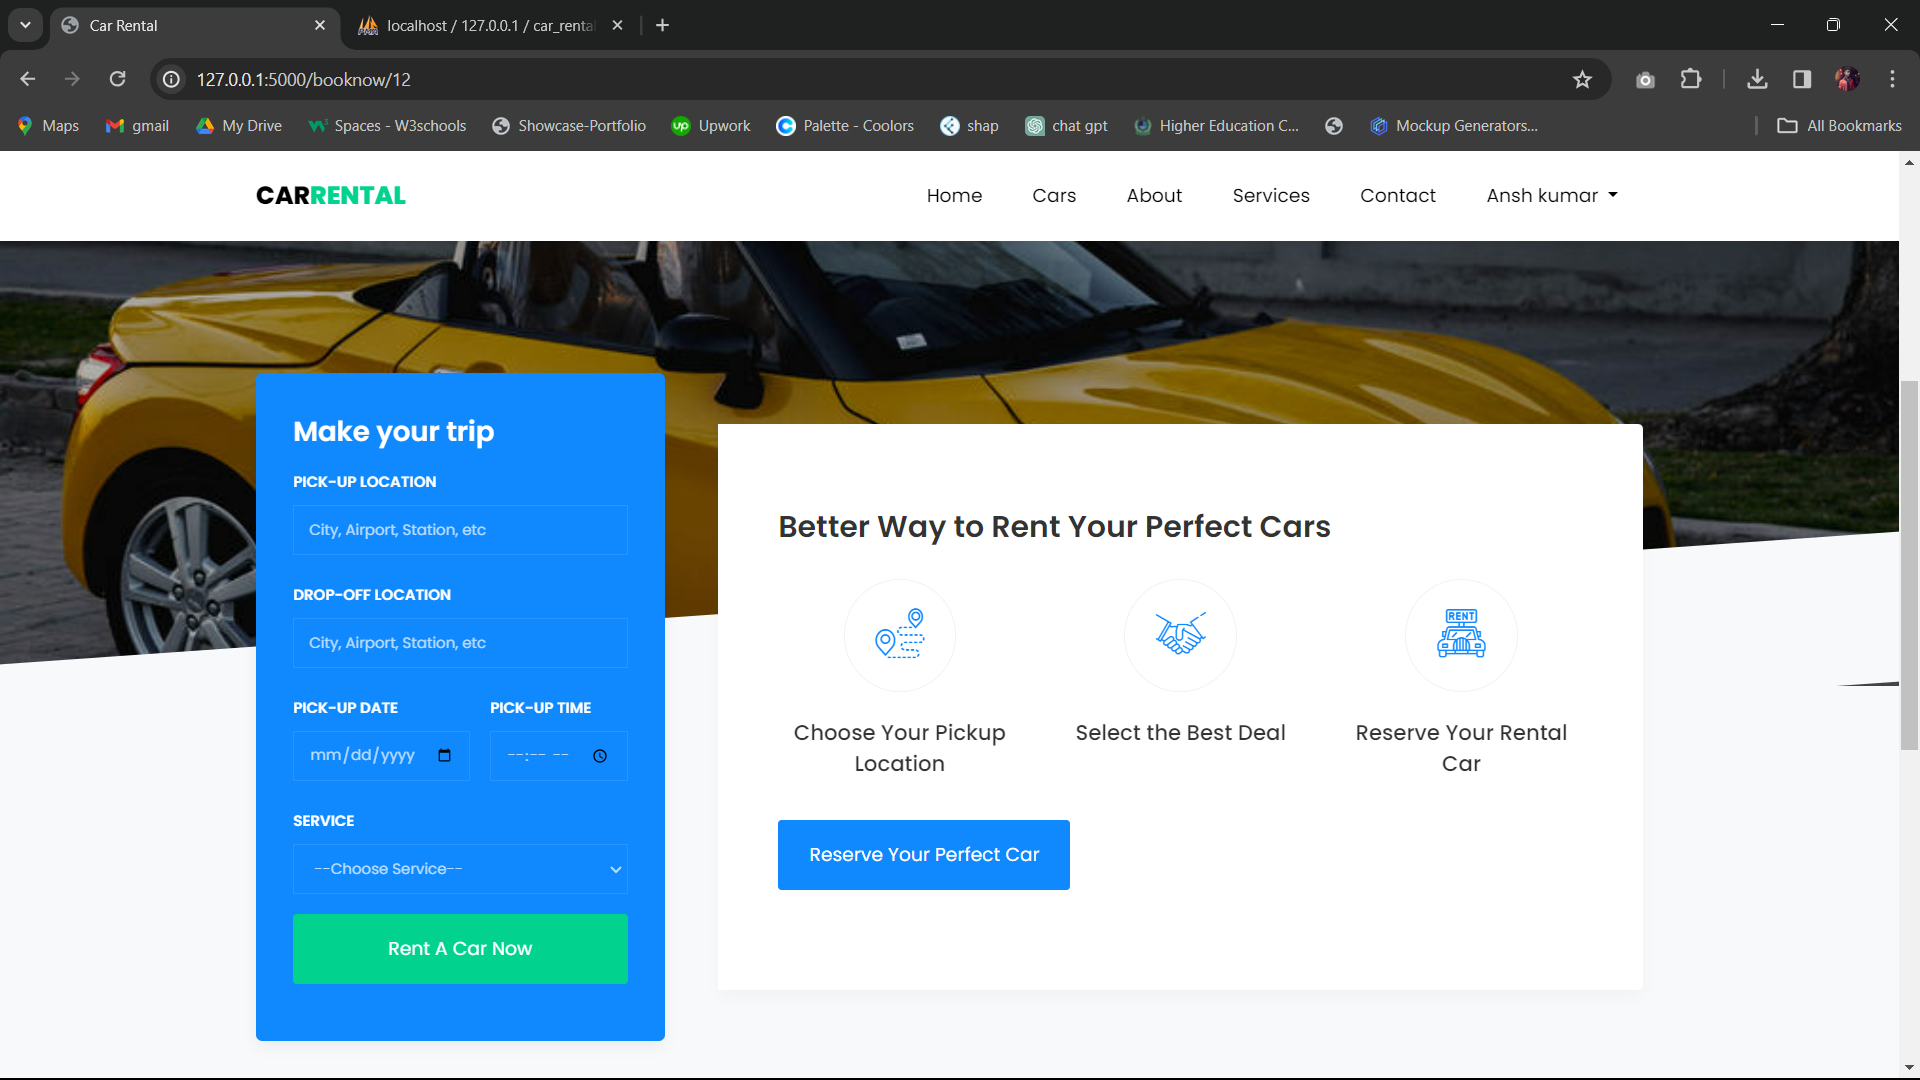 Car Rental
localhost / 127.0.0.1 / car_renta
127.0.0.1:5000/booknow/12
Maps
gmail
My Drive
Spaces - W3schools
Showcase-Portfolio
Upwork
Palette - Coolors
shap
chat gpt
Higher Education C...
Mockup Generators...
All Bookmarks
CARRENTAL
Home
Cars
About
Services
Contact
Ansh kumar
Make your trip
PICK-UP LOCATION
City, Airport, Station, etc
DROP-OFF LOCATION
City, Airport, Station, etc
PICK-UP DATE
PICK-UP TIME
mm/dd/yyyy
--:-- --
SERVICE
--Choose Service--
Rent A Car Now
Better Way to Rent Your Perfect Cars
RENT
Choose Your Pickup
Location
Select the Best Deal
Reserve Your Rental
Car
Reserve Your Perfect Car